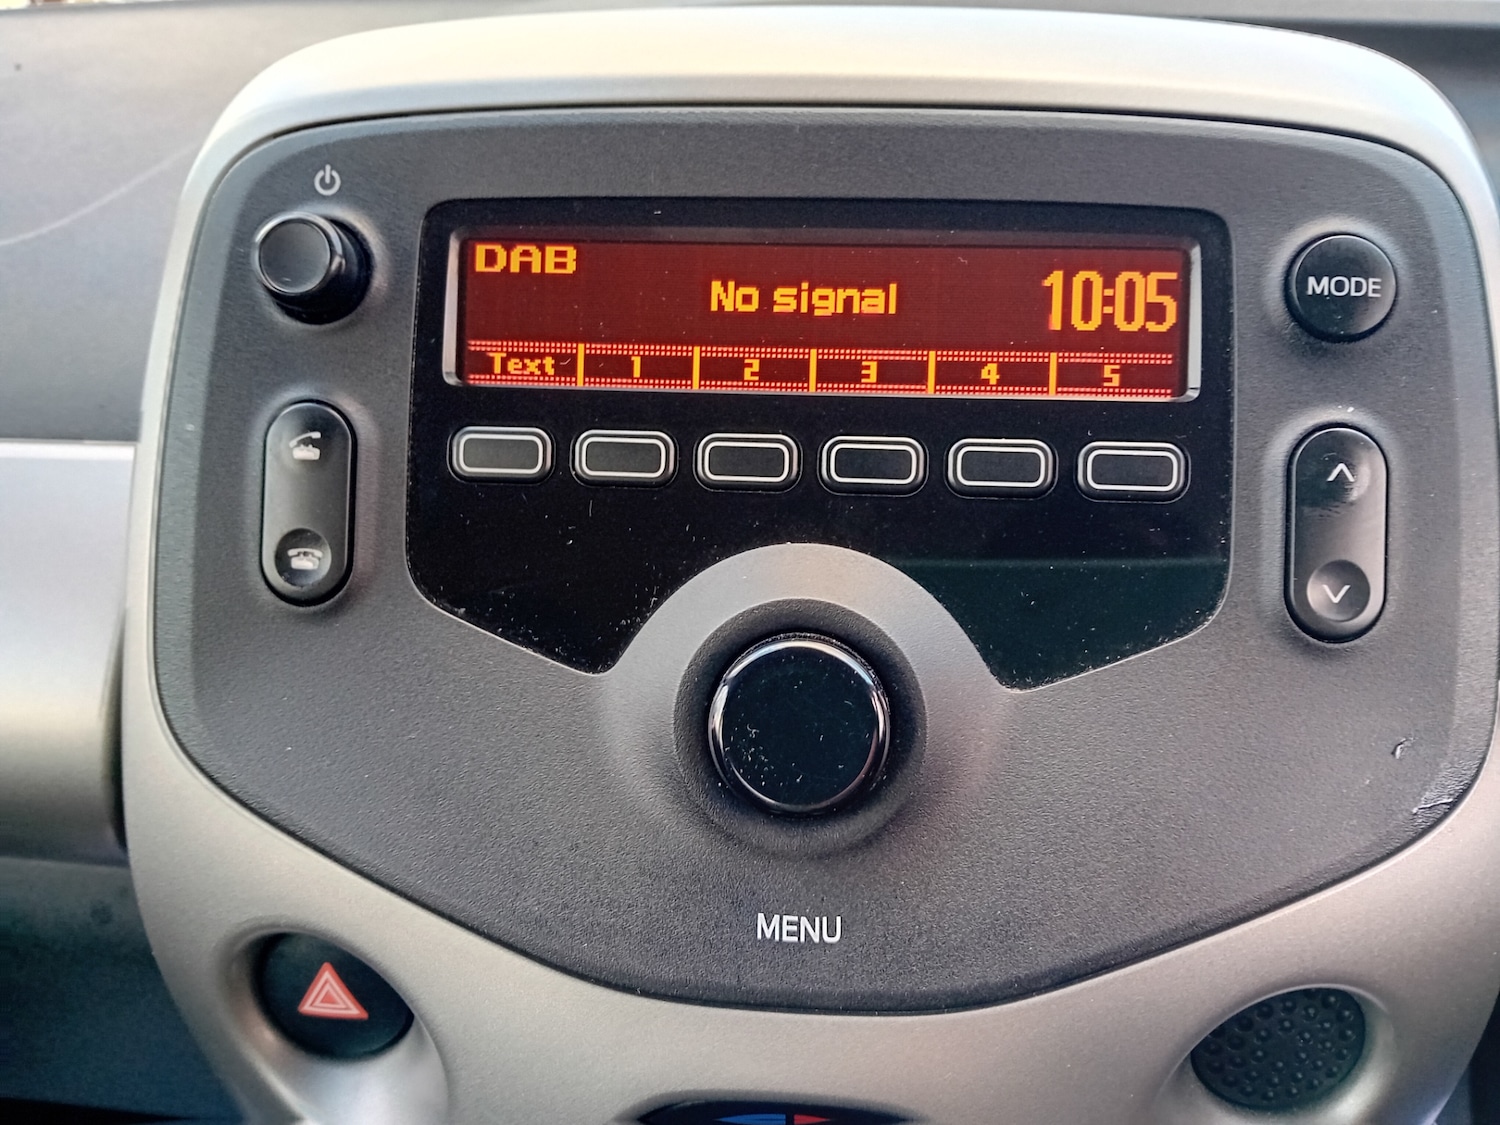 DAB
No signal
10:05
Text 1 2 3 4 5
MODE
MENU